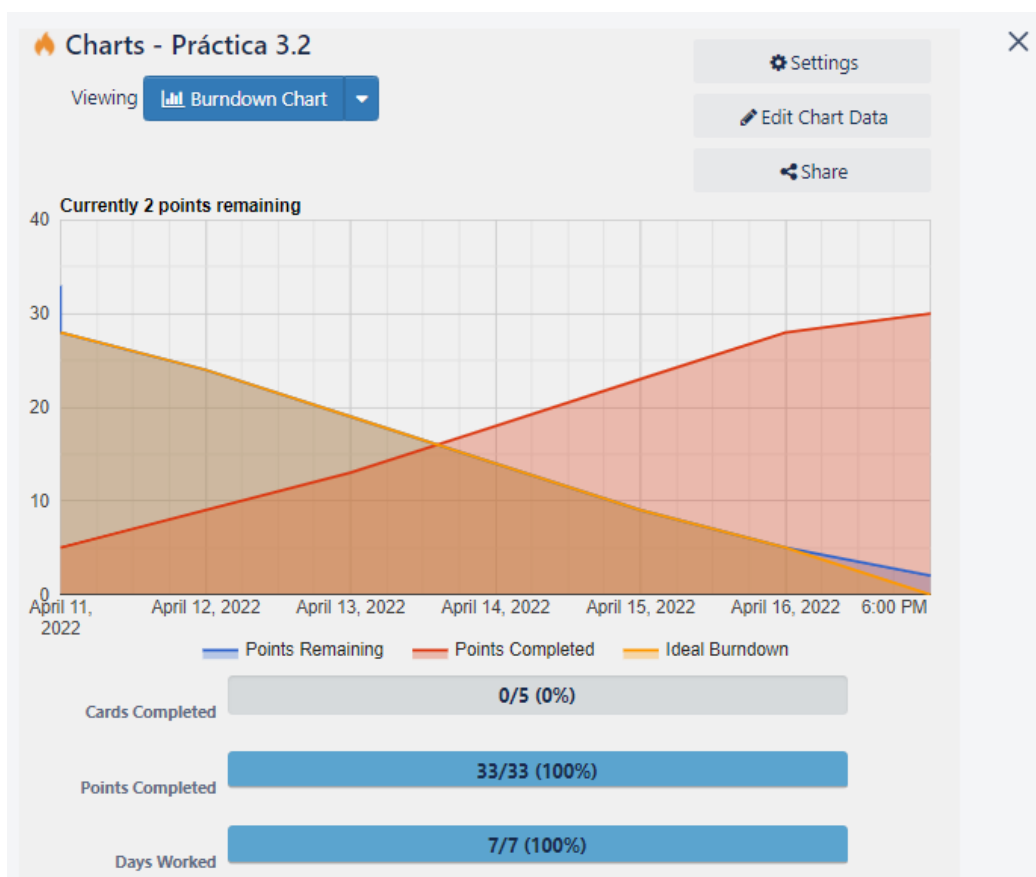 Charts - Práctica 3.2
Settings
Viewing
Burndown Chart
Edit Chart Data
Share
Currently 2 points remaining
40
30
20
10
0
April 11,
2022
April 12, 2022
April 13, 2022
April 14, 2022
April 15, 2022
April 16, 2022
6:00 PM
Points Remaining
Points Completed
Ideal Burndown
Cards Completed
0/5 (0%)
Points Completed
33/33 (100%)
Days Worked
7/7 (100%)